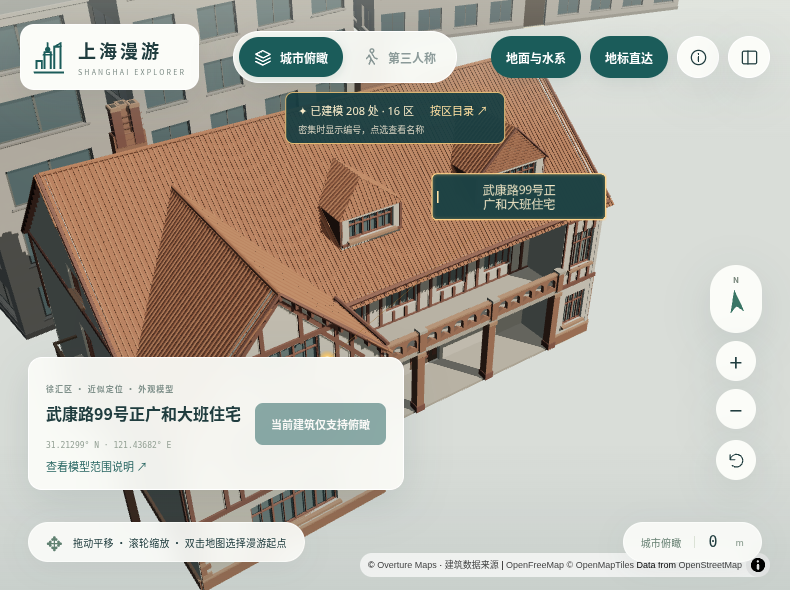 上海漫游
SHANGHAI EXPLORER
城市俯瞰
第三人称
地面与水系
地标直达
✦ 已建模 208 处 · 16 区 按区目录 ↗
密集时显示编号，点选查看名称
武康路99号正
广和大班住宅
N
徐汇区 · 近似定位 · 外观模型
武康路99号正广和大班住宅
当前建筑仅支持俯瞰
31.21299° N · 121.43682° E
查看模型范围说明 ↗
拖动平移 · 滚轮缩放 · 双击地图选择漫游起点
城市俯瞰 0 m
© Overture Maps · 建筑数据来源 | OpenFreeMap © OpenMapTiles Data from OpenStreetMap